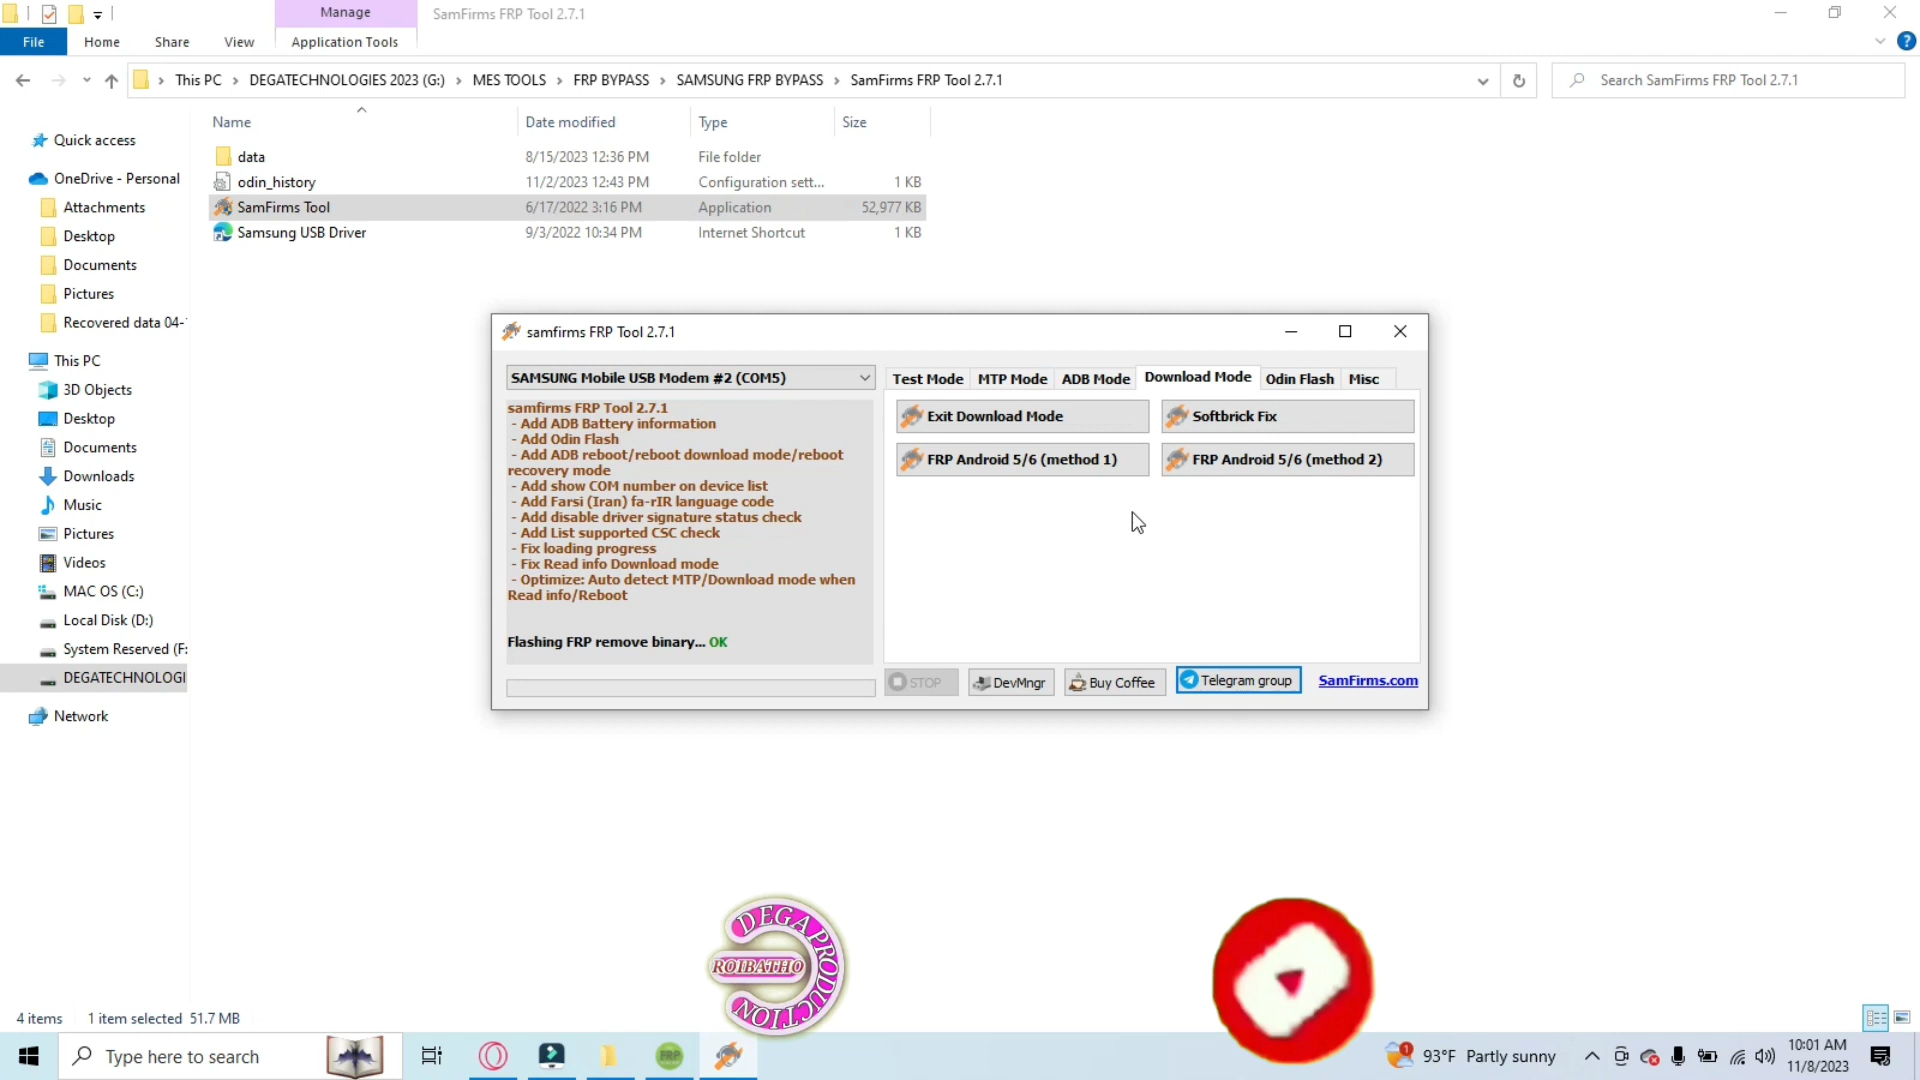 Manage
SamFirms FRP Tool 2.7.1
File
Home
Share
View
Application Tools
This PC
DEGATECHNOLOGIES 2023 (G:)
MES TOOLS
FRP BYPASS
SAMSUNG FRP BYPASS
SamFirms FRP Tool 2.7.1
Search SamFirms FRP Tool 2.7.1
Name
Date modified
Type
Size
data
8/15/2023 12:36 PM
File folder
odin_history
11/2/2023 12:43 PM
Configuration sett...
1 KB
SamFirms Tool
6/17/2022 3:16 PM
Application
52,977 KB
Samsung USB Driver
9/3/2022 10:34 PM
Internet Shortcut
1 KB
Quick access
OneDrive - Personal
Attachments
Desktop
Documents
Pictures
Recovered data 04-
This PC
3D Objects
Desktop
Documents
Downloads
Music
Pictures
Videos
MAC OS (C:)
Local Disk (D:)
System Reserved (F:
DEGATECHNOLOGI
Network
samfirms FRP Tool 2.7.1
SAMSUNG Mobile USB Modem #2 (COM5)
samfirms FRP Tool 2.7.1
- Add ADB Battery information
- Add Odin Flash
- Add ADB reboot/reboot download mode/reboot
recovery mode
- Add show COM number on device list
- Add Farsi (Iran) fa-rIR language code
- Add disable driver signature status check
- Add List supported CSC check
- Fix loading progress
- Fix Read info Download mode
- Optimize: Auto detect MTP/Download mode when
Read info/Reboot
Flashing FRP remove binary... OK
Test Mode
MTP Mode
ADB Mode
Download Mode
Odin Flash
Misc
Exit Download Mode
Softbrick Fix
FRP Android 5/6 (method 1)
FRP Android 5/6 (method 2)
STOP
DevMngr
Buy Coffee
Telegram group
SamFirms.com
DEGAPRODUCTION
ROIBATHO
4 items
1 item selected 51.7 MB
Type here to search
FRP
1
93°F Partly sunny
10:01 AM
11/8/2023